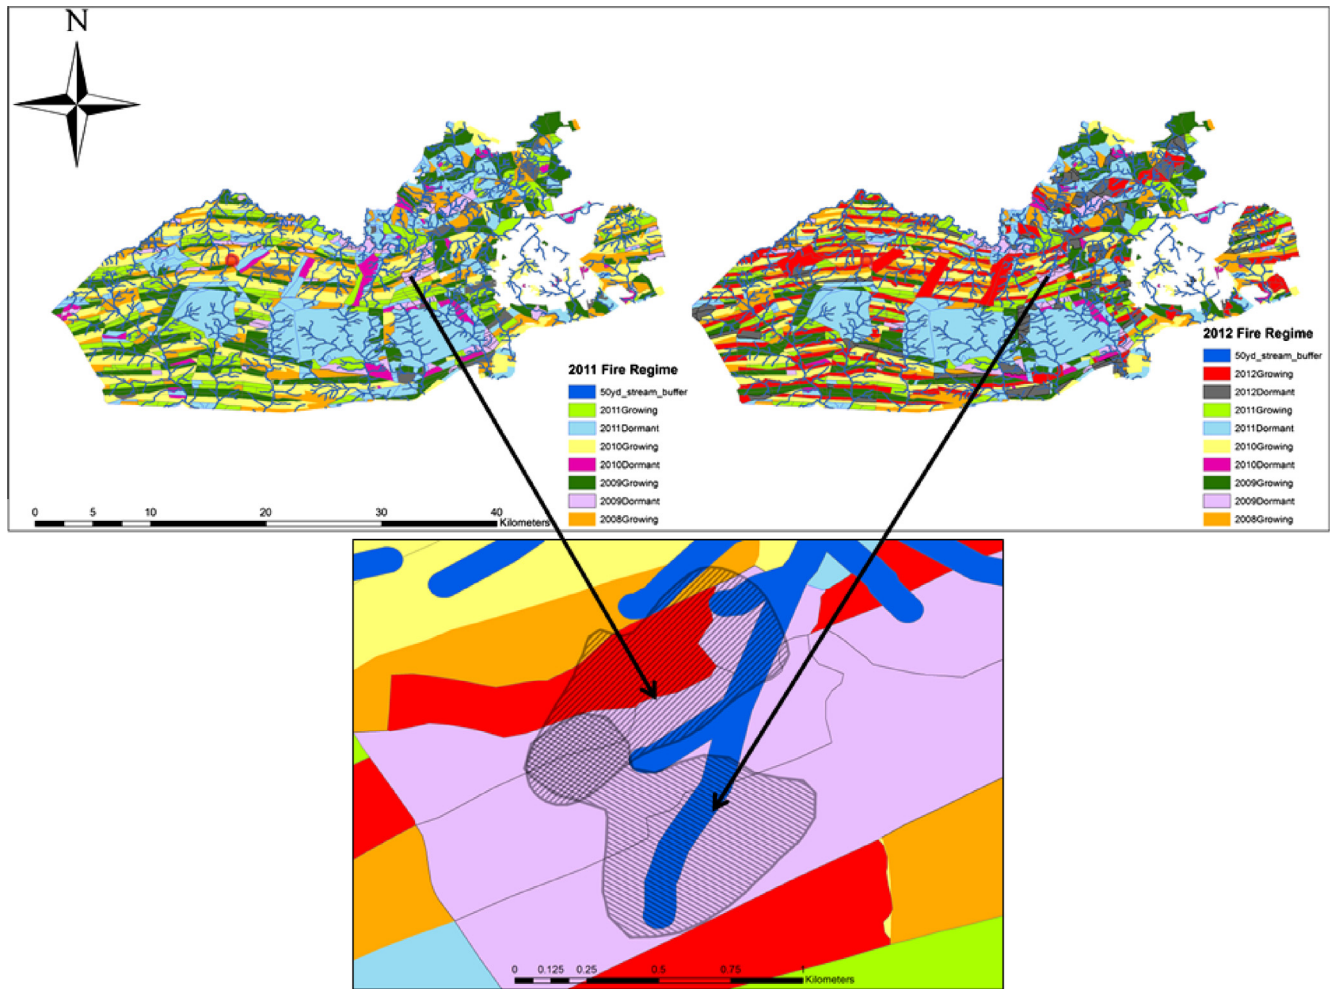 N
2011 Fire Regime
50yd_stream_buffer
2011Growing
2011Dormant
2010Growing
2010Dormant
2009Growing
2009Dormant
2008Growing
0 5 10 20 30 40
Kilometers
2012 Fire Regime
50yd_stream_buffer
2012Growing
2012Dormant
2011Growing
2011Dormant
2010Growing
2010Dormant
2009Growing
2009Dormant
2008Growing
0 0.125 0.25 0.5 0.75 1
Kilometers